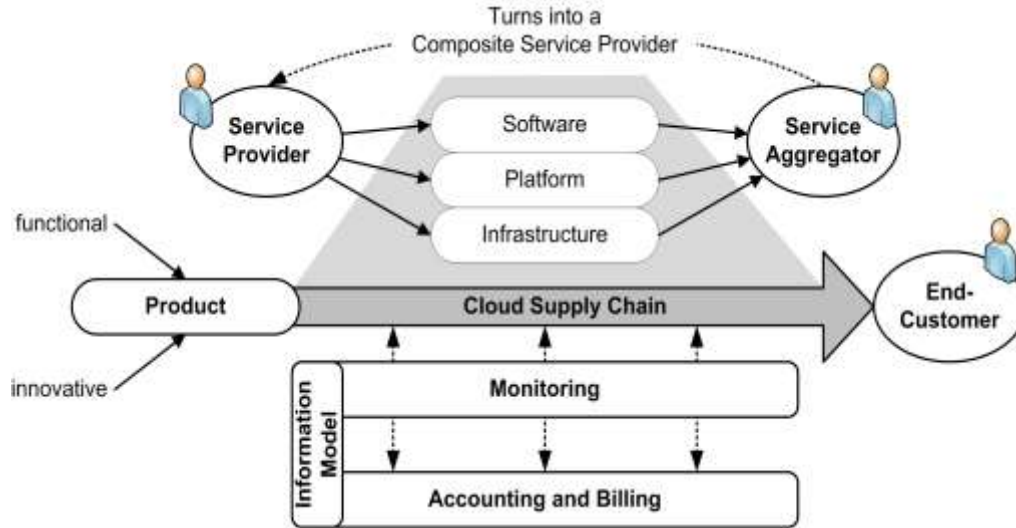 Turns into a
Composite Service Provider
Service
Provider
Software
Platform
Infrastructure
Service
Aggregator
functional
Product
innovative
Cloud Supply Chain
End-
Customer
Information
Model
Monitoring
Accounting and Billing